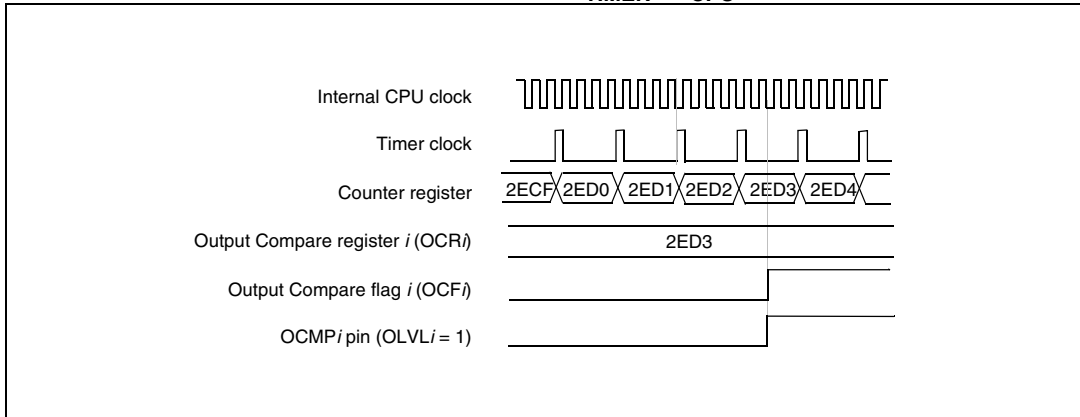 Internal CPU clock
Timer clock
Counter register
2ECF 2ED0 2ED1 2ED2 2ED3 2ED4
Output Compare register i (OCRi)
2ED3
Output Compare flag i (OCFi)
OCMPi pin (OLVLi = 1)